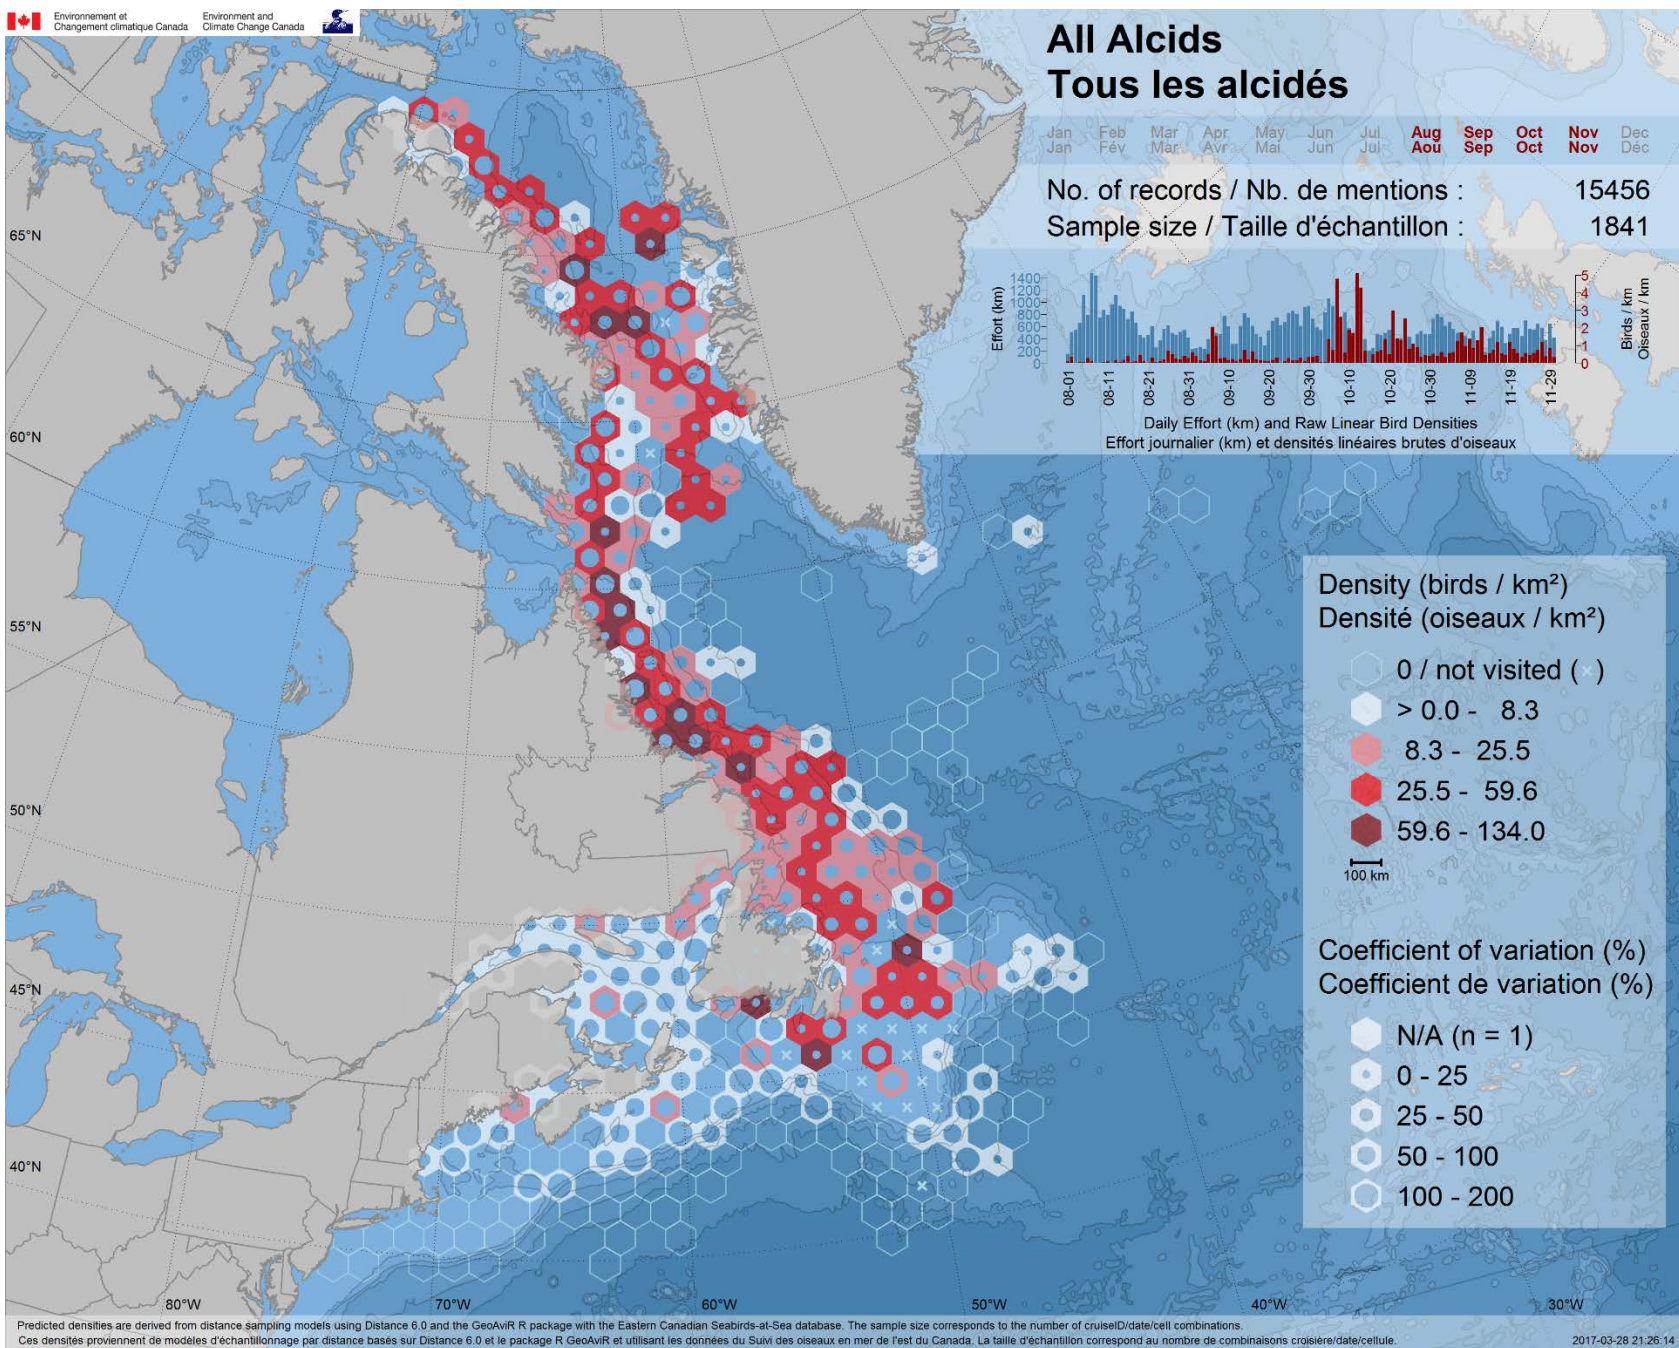 Environnement et
Changement climatique Canada
Environment and
Climate Change Canada
All Alcids
Tous les alcidés
Jan Feb Mar Apr May Jun Jul Aug Sep Oct Nov Dec
Jan Fév Mar Avr Mai Jun Jul Aoû Sep Oct Nov Déc
No. of records / Nb. de mentions : 15456
Sample size / Taille d'échantillon : 1841
Effort (km)
1400
1200
1000
800
600
400
200
0
5
4
3
2
1
0
Birds / km
Oiseaux / km
08-01 08-11 08-21 08-31 09-10 09-20 09-30 10-10 10-20 10-30 11-09 11-19 11-29
Daily Effort (km) and Raw Linear Bird Densities
Effort journalier (km) et densités linéaires brutes d'oiseaux
65°N
60°N
55°N
50°N
45°N
40°N
Density (birds / km²)
Densité (oiseaux / km²)
0 / not visited (×)
> 0.0 - 8.3
8.3 - 25.5
25.5 - 59.6
59.6 - 134.0
100 km
Coefficient of variation (%)
Coefficient de variation (%)
N/A (n = 1)
0 - 25
25 - 50
50 - 100
100 - 200
80°W 70°W 60°W 50°W 40°W 30°W
Predicted densities are derived from distance sampling models using Distance 6.0 and the GeoAviR R package with the Eastern Canadian Seabirds-at-Sea database. The sample size corresponds to the number of cruiseID/date/cell combinations.
Ces densités proviennent de modèles d'échantillonnage par distance basés sur Distance 6.0 et le package R GeoAviR et utilisant les données du Suivi des oiseaux en mer de l'est du Canada. La taille d'échantillon correspond au nombre de combinaisons croisière/date/cellule.
2017-03-28 21:26:14